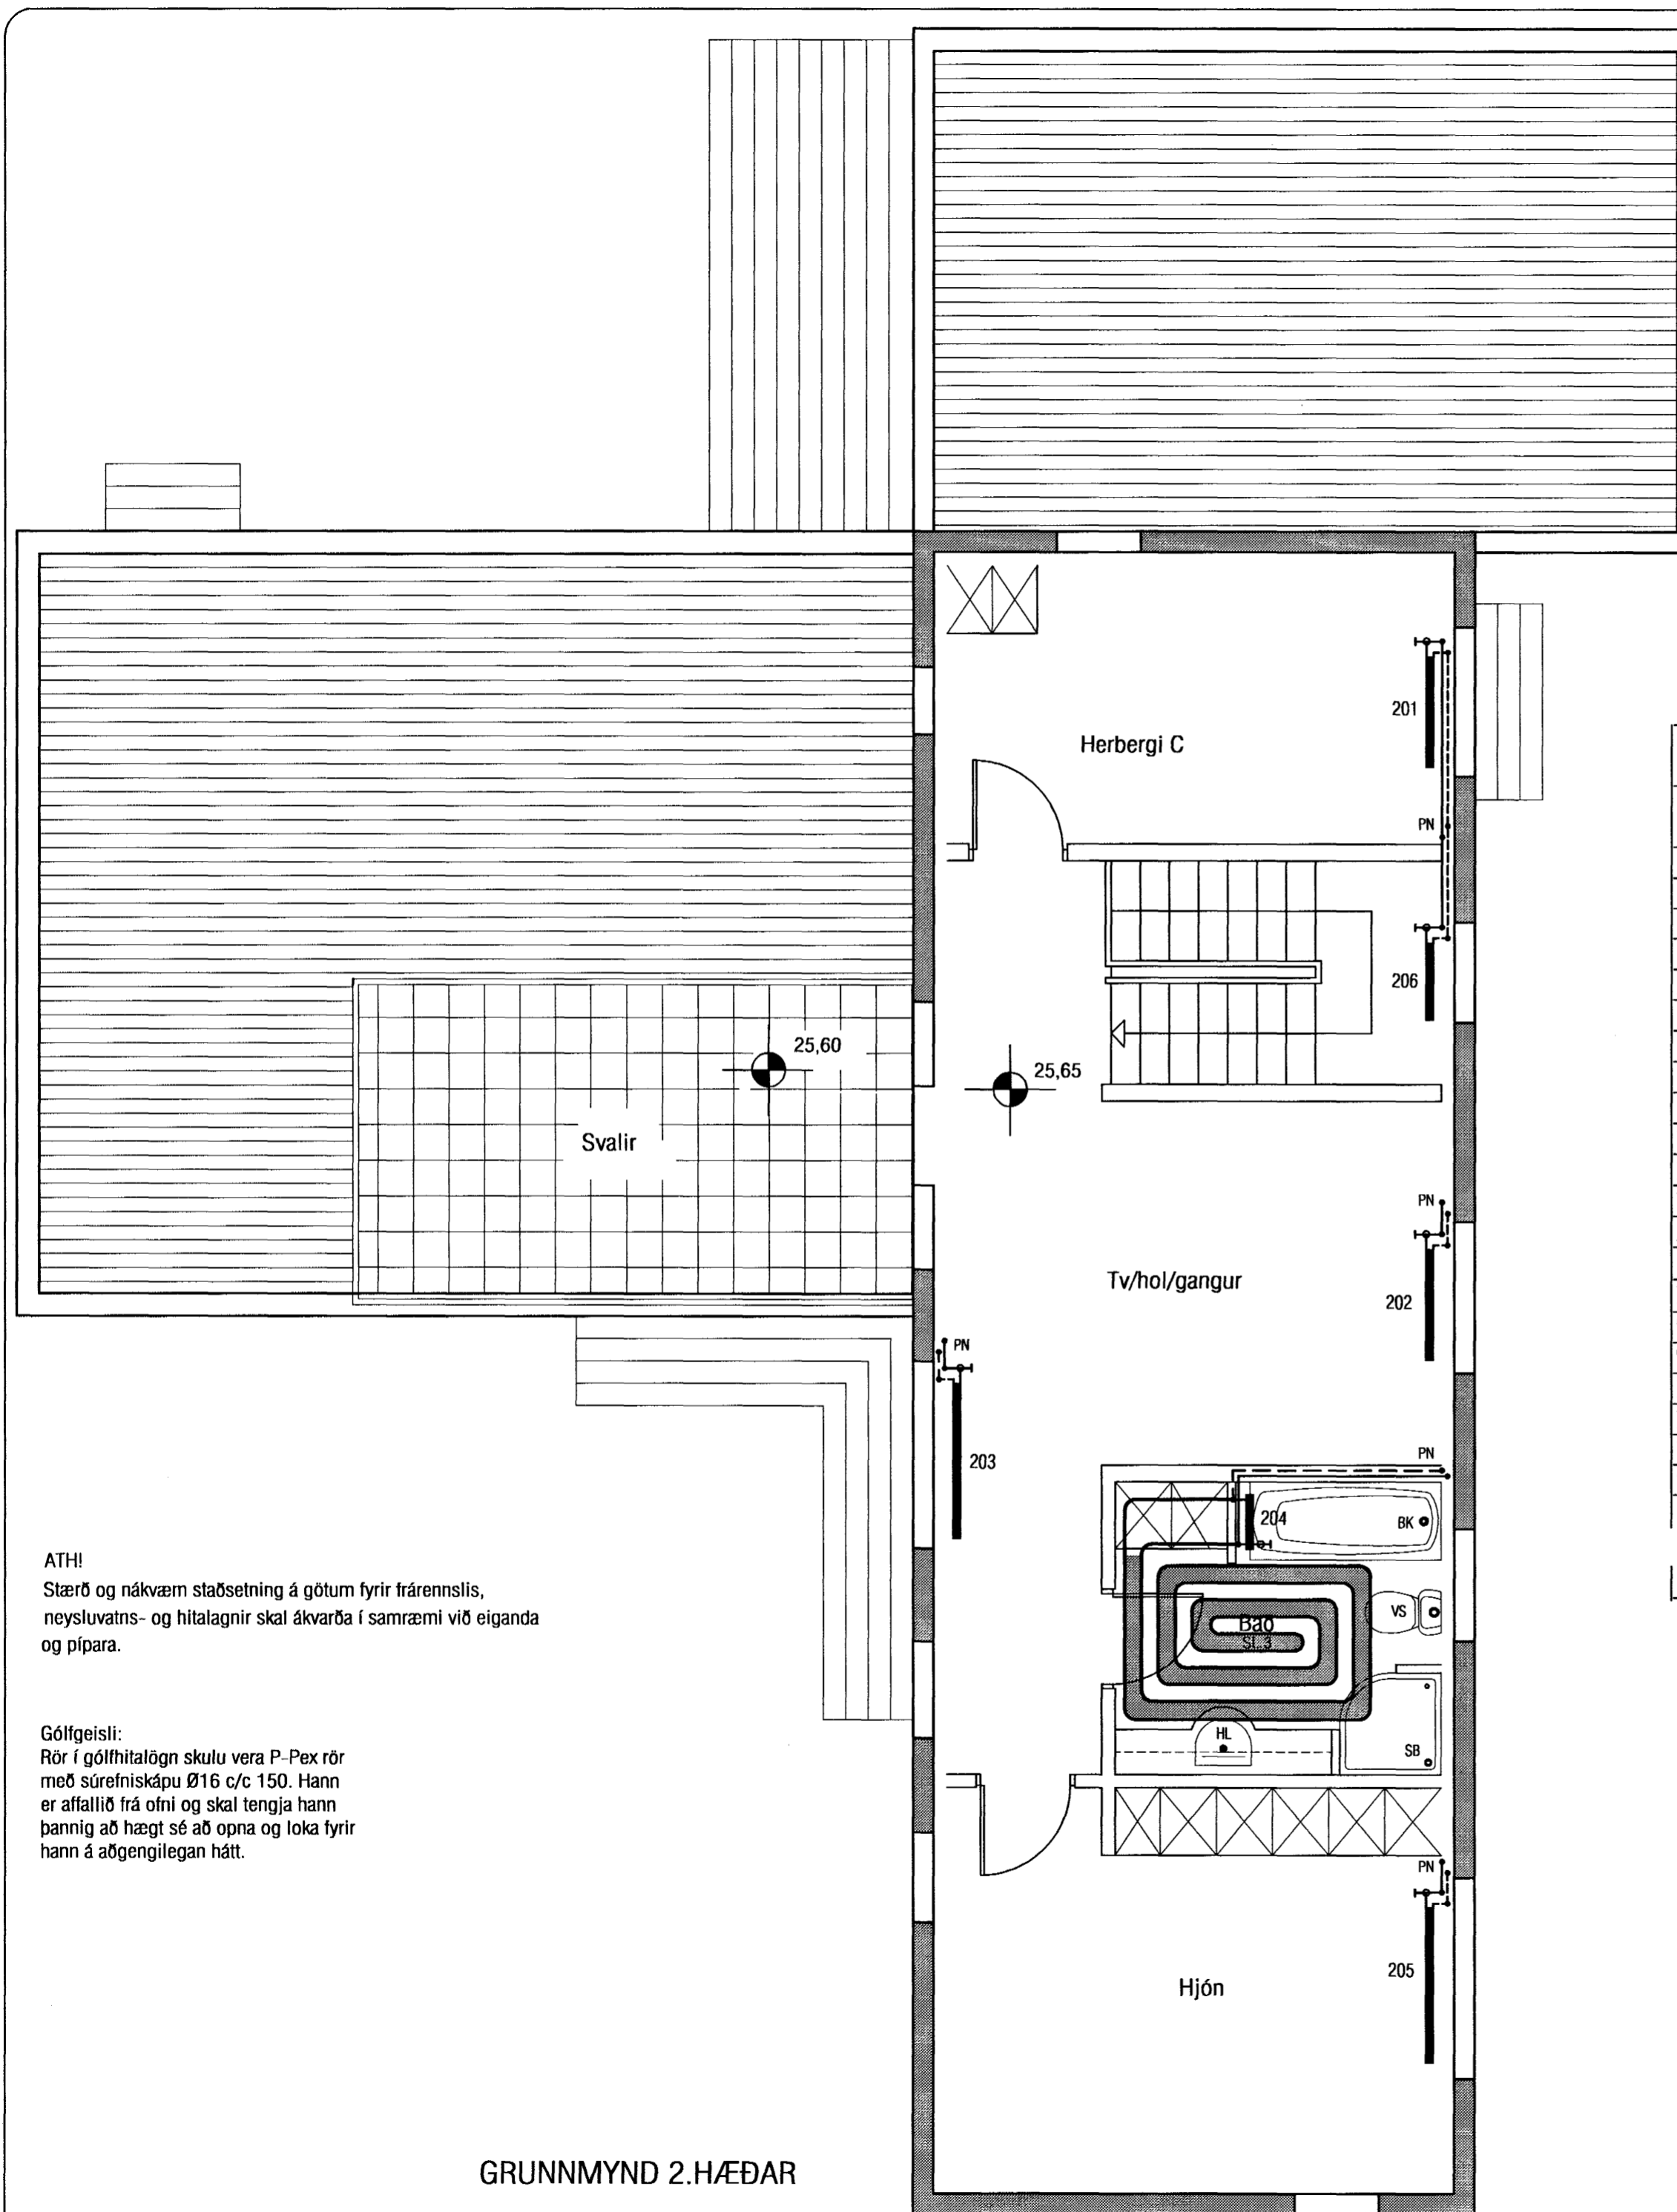 201
Herbergi C
PN
206
25,60
25,65
Svalir
PN
Tv/hol/gangur
202
PN
203
PN
204
BK
VS
Bað
SL.3
HL
SB
PN
205
Hjón
ATH!
Stærð og nákvæm staðsetning á götum fyrir frárennslis,
neysluvatns- og hitalagnir skal ákvarða í samræmi við eiganda
og pípara.
Gólfgeisli:
Rör í gólfhitalögn skulu vera P-Pex rör
með súrefniskápu Ø16 c/c 150. Hann
er affallið frá ofni og skal tengja hann
þannig að hægt sé að opna og loka fyrir
hann á aðgengilegan hátt.
GRUNNMYND 2.HÆÐAR